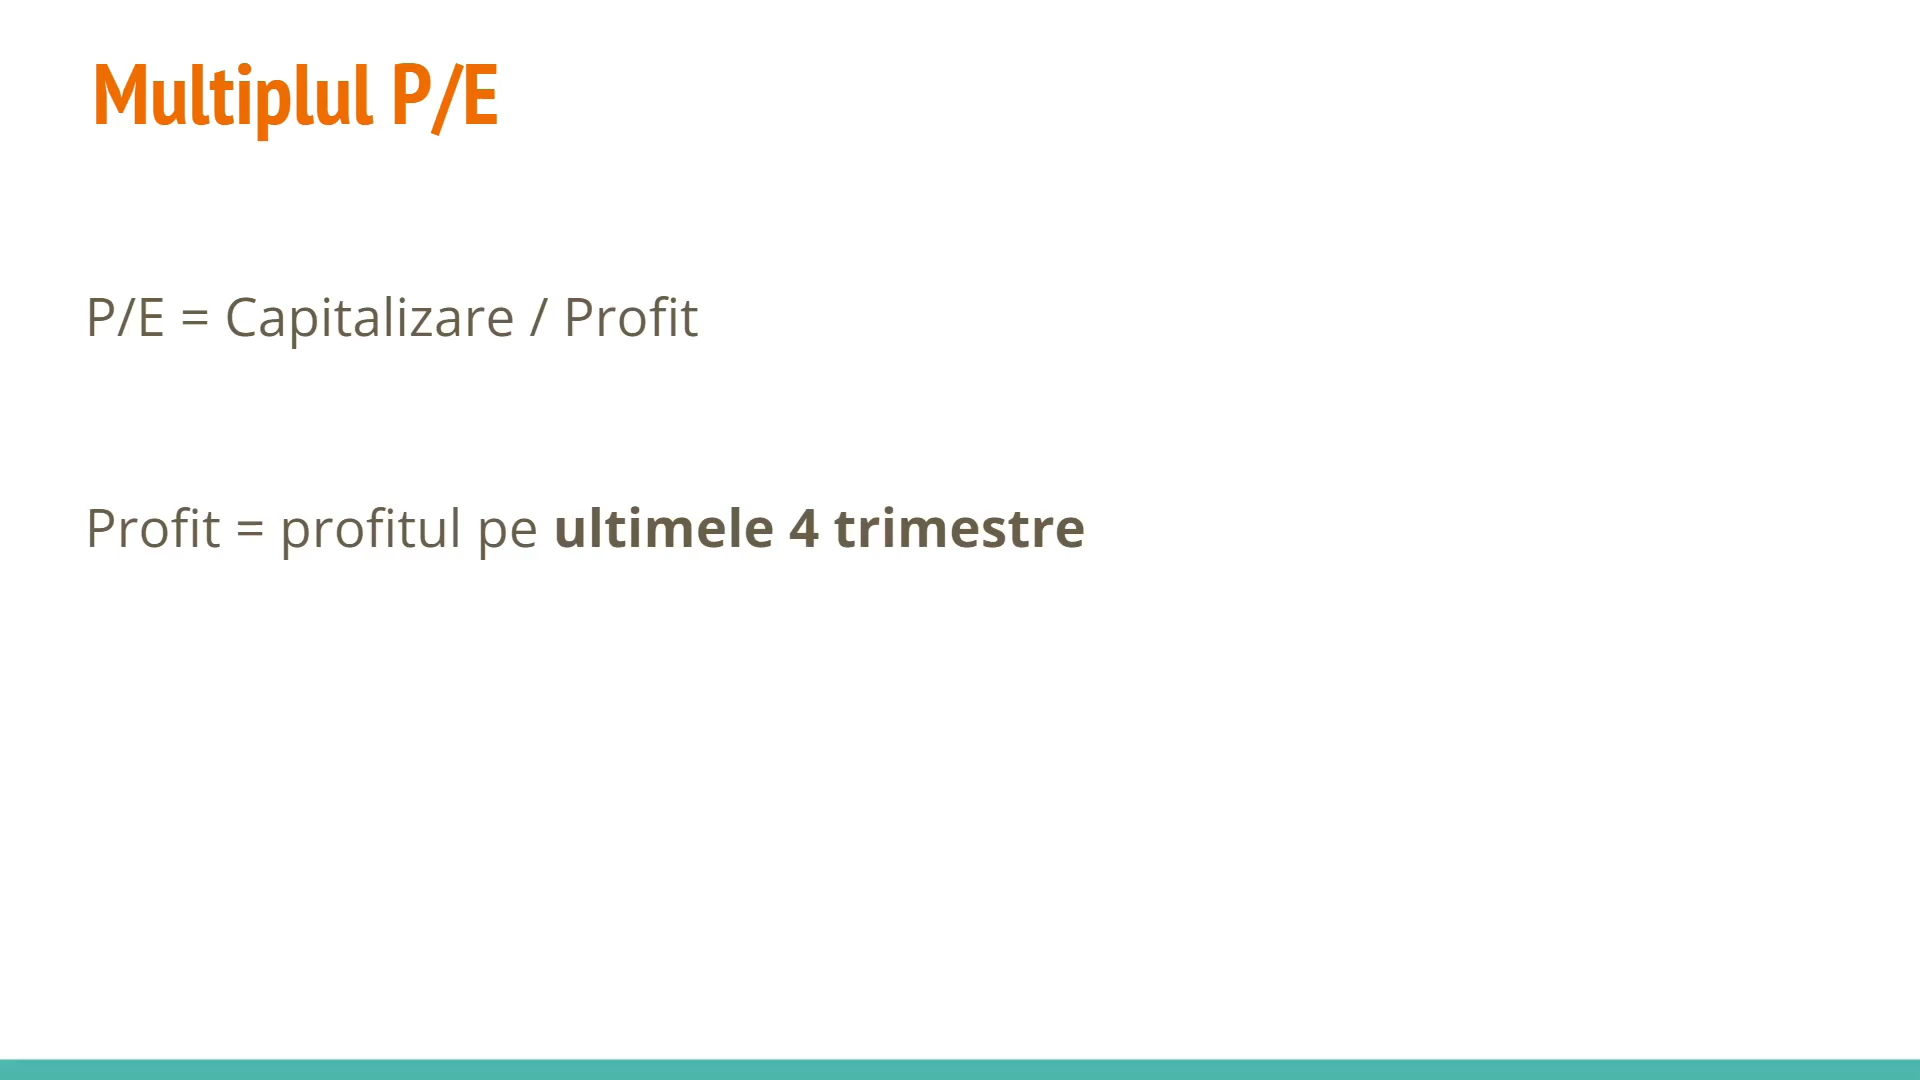 Multiplul P/E
P/E = Capitalizare / Profit
Profit = profitul pe ultimele 4 trimestre